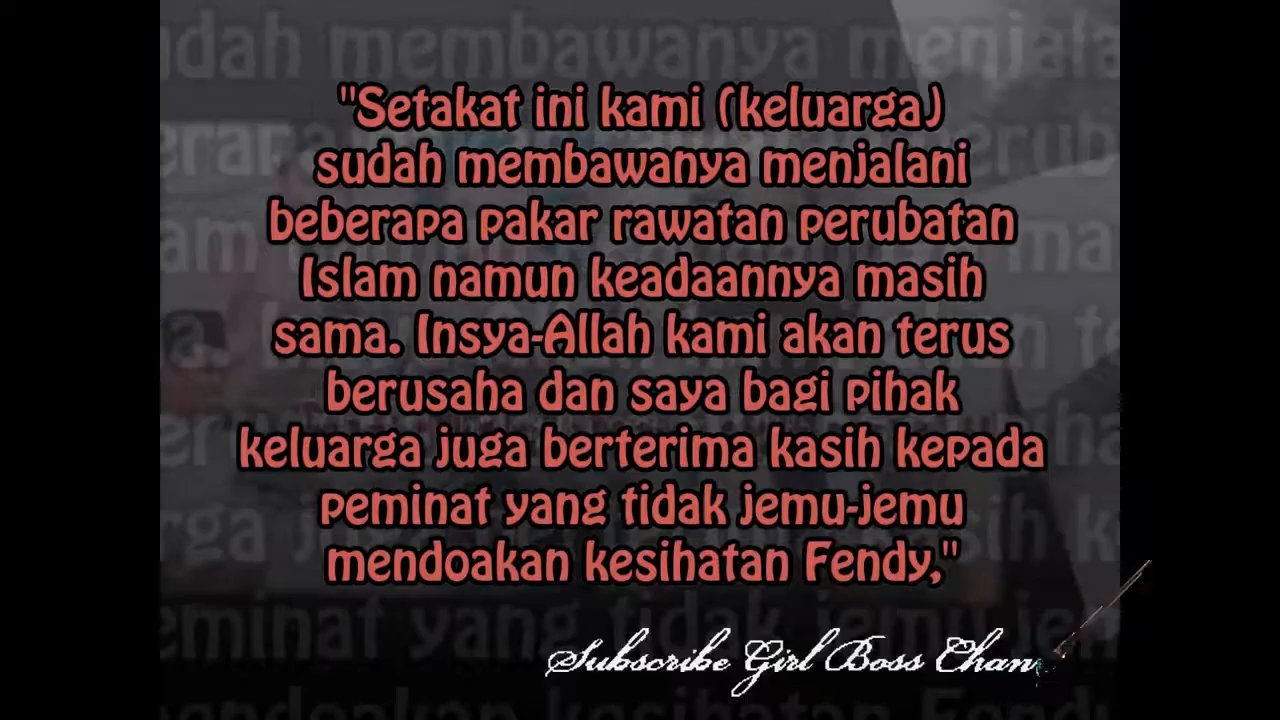 "Setakat ini kami (keluarga)
sudah membawanya menjalani
beberapa pakar rawatan perubatan
Islam namun keadaannya masih
sama. Insya-Allah kami akan terus
berusaha dan saya bagi pihak
keluarga juga berterima kasih kepada
peminat yang tidak jemu-jemu
mendoakan kesihatan Fendy,"
Subscribe Girl Boss Chan